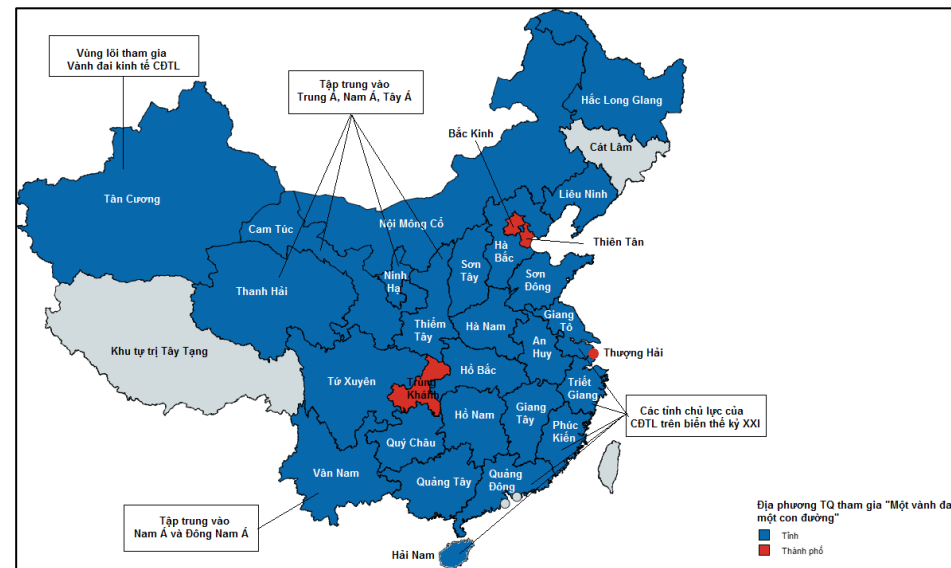 Vùng lõi tham gia
Vành đai kinh tế CĐTL
Tập trung vào
Trung Á, Nam Á, Tây Á
Hắc Long Giang
Bắc Kinh
Cát Lâm
Tân Cương
Liêu Ninh
Cam Túc
Nội Mông Cổ
Thiên Tân
Hà
Bắc
Sơn
Tây
Ninh
Hạ
Sơn
Đông
Thanh Hải
Giang
Tô
Thiểm
Tây
Hà Nam
An
Huy
Thượng Hải
Khu tự trị Tây Tạng
Hồ Bắc
Tứ Xuyên
Trùng
Khánh
Triết
Giang
Hồ Nam
Giang
Tây
Các tỉnh chủ lực của
CĐTL trên biển thế kỷ XXI
Phúc
Kiến
Quý Châu
Vân Nam
Quảng Tây
Quảng
Đông
Tập trung vào
Nam Á và Đông Nam Á
Hải Nam
Địa phương TQ tham gia "Một vành đa
một con đường"
Tỉnh
Thành phố